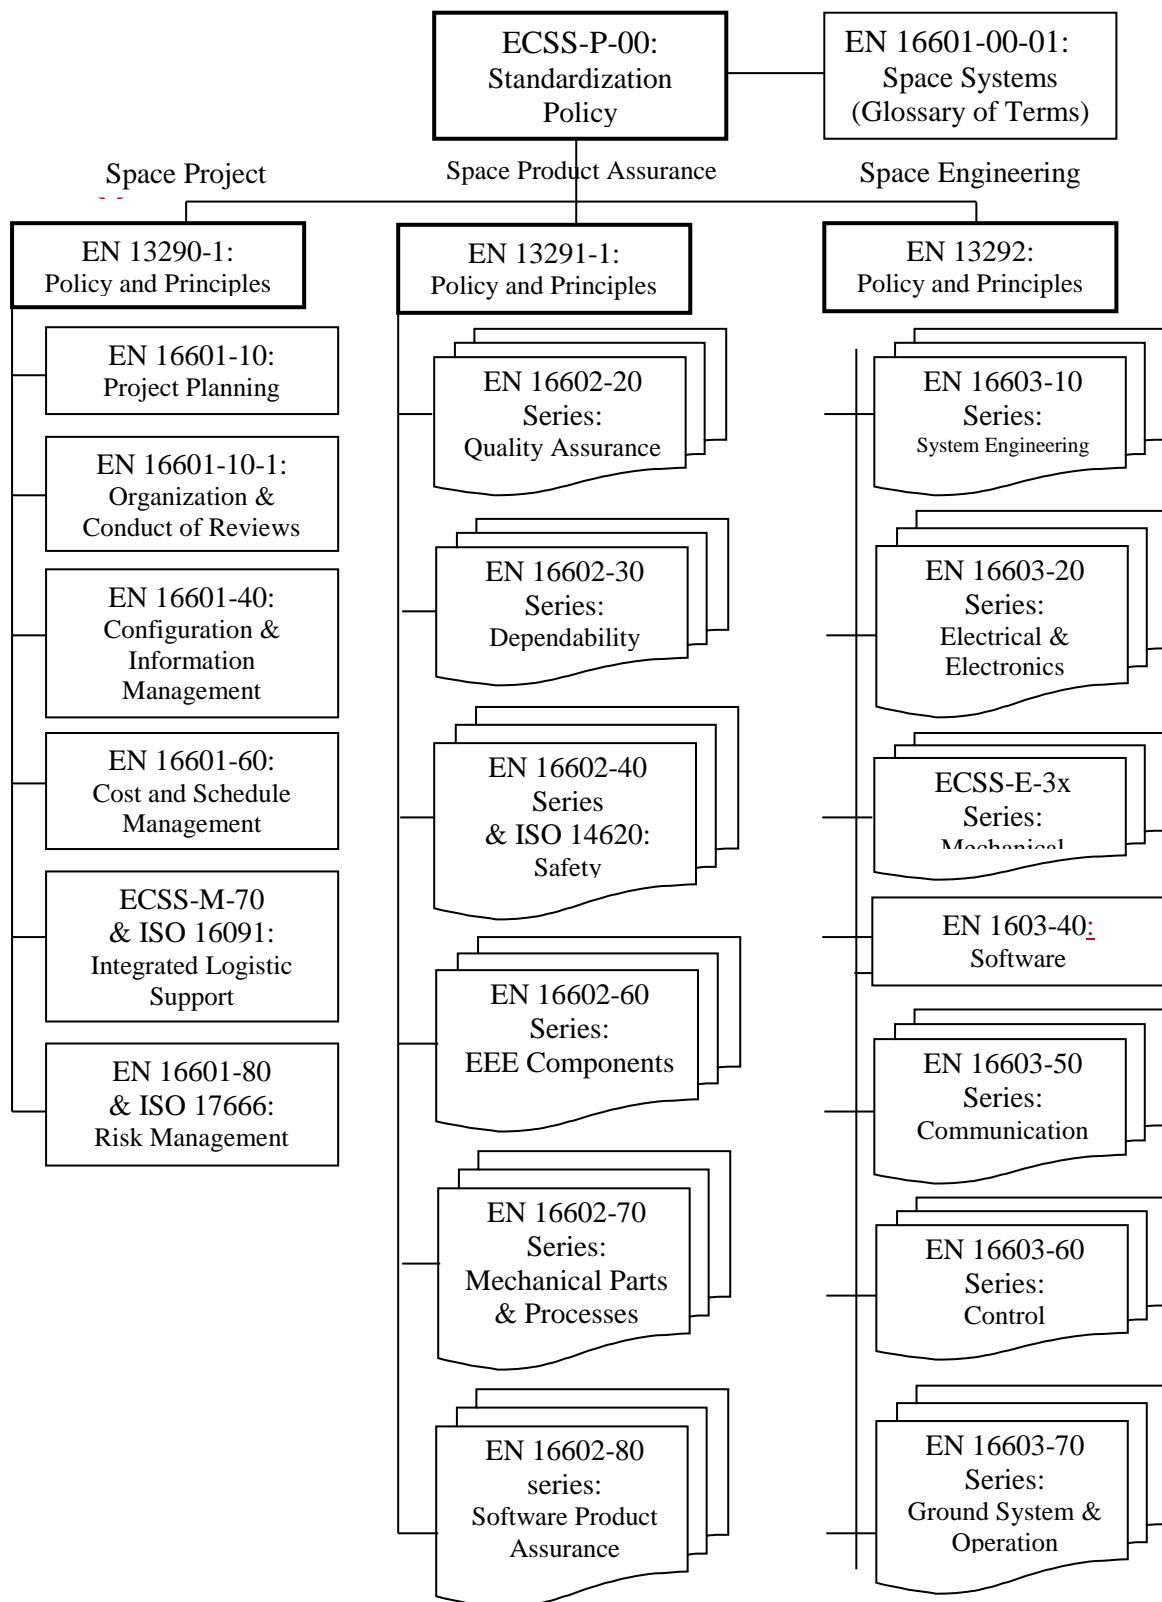 ECSS-P-00:
Standardization
Policy
EN 16601-00-01:
Space Systems
(Glossary of Terms)
Space Project
Space Product Assurance
Space Engineering
EN 13290-1:
Policy and Principles
EN 13291-1:
Policy and Principles
EN 13292:
Policy and Principles
EN 16601-10:
Project Planning
EN 16601-10-1:
Organization &
Conduct of Reviews
EN 16601-40:
Configuration &
Information
Management
EN 16601-60:
Cost and Schedule
Management
ECSS-M-70
& ISO 16091:
Integrated Logistic
Support
EN 16601-80
& ISO 17666:
Risk Management
EN 16602-20
Series:
Quality Assurance
EN 16602-30
Series:
Dependability
EN 16602-40
Series
& ISO 14620:
Safety
EN 16602-60
Series:
EEE Components
EN 16602-70
Series:
Mechanical Parts
& Processes
EN 16602-80
series:
Software Product
Assurance
EN 16603-10
Series:
System Engineering
EN 16603-20
Series:
Electrical &
Electronics
ECSS-E-3x
Series:
Mechanical
EN 1603-40:
Software
EN 16603-50
Series:
Communication
EN 16603-60
Series:
Control
EN 16603-70
Series:
Ground System &
Operation